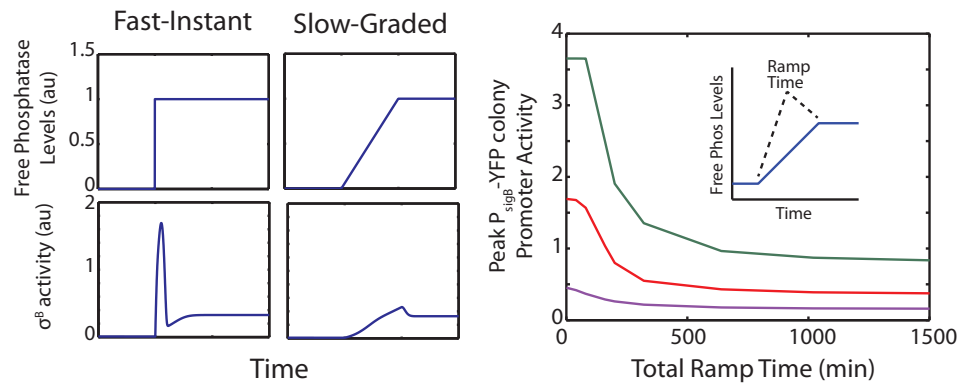 Fast-Instant
Slow-Graded
Free Phosphatase
Levels (au)
1.5
1
0.5
0
σᴮ activity (au)
2
1
0
Time
Peak PsigB-YFP colony
Promoter Activity
4
3
2
1
0
0
500
1000
1500
Total Ramp Time (min)
Ramp
Time
Free Phos Levels
Time